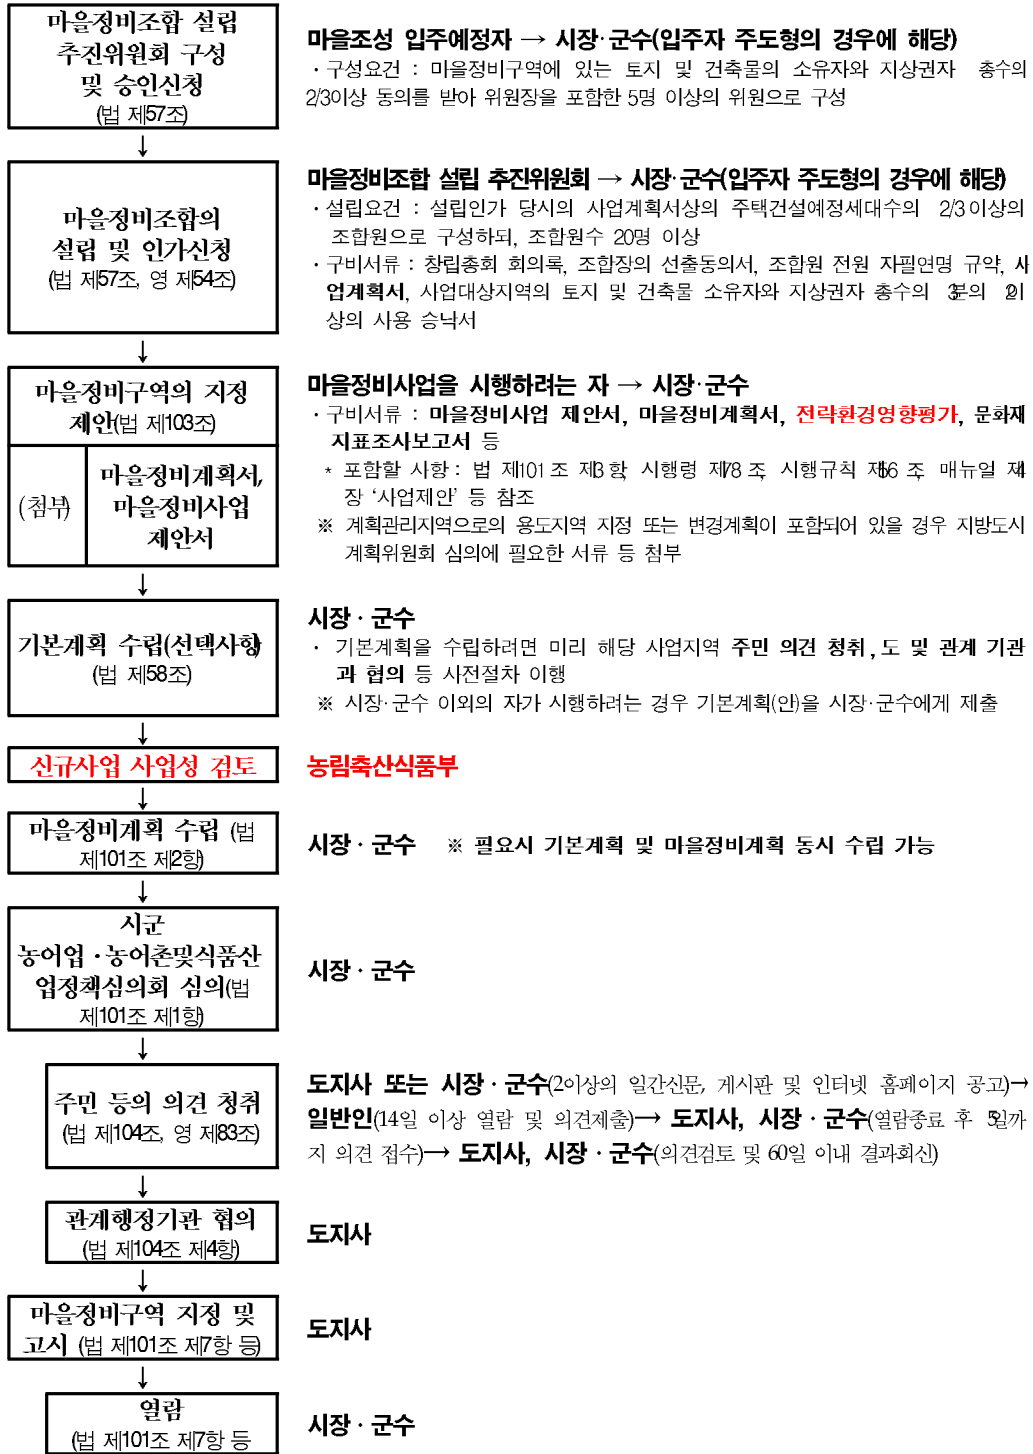 마을정비조합 설립
추진위원회 구성
및 승인신청
(법 제57조)
마을조성 입주예정자 → 시장·군수(입주자 주도형의 경우에 해당)
· 구성요건 : 마을정비구역에 있는 토지 및 건축물의 소유자와 지상권자 총수의
2/3이상 동의를 받아 위원장을 포함한 5명 이상의 위원으로 구성
↓
마을정비조합의
설립 및 인가신청
(법 제57조, 영 제54조)
마을정비조합 설립 추진위원회 → 시장·군수(입주자 주도형의 경우에 해당)
· 설립요건 : 설립인가 당시의 사업계획서상의 주택건설예정세대수의 2/3이상의
조합원으로 구성하되, 조합원수 20명 이상
· 구비서류 : 창립총회 회의록, 조합장의 선출동의서, 조합원 전원 자필연명 규약, 사
업계획서, 사업대상지역의 토지 및 건축물 소유자와 지상권자 총수의 3분의 2이
상의 사용 승낙서
↓
마을정비구역의 지정
제안(법 제103조)
(첨부)
마을정비계획서,
마을정비사업
제안서
마을정비사업을 시행하려는 자 → 시장·군수
· 구비서류 : 마을정비사업 제안서, 마을정비계획서, 전략환경영향평가, 문화재
지표조사보고서 등
* 포함할 사항 : 법 제101조 제3항, 시행령 제78조, 시행규칙 제56조, 매뉴얼 제4
장 ‘사업제안’ 등 참조
※ 계획관리지역으로의 용도지역 지정 또는 변경계획이 포함되어 있을 경우 지방도시
계획위원회 심의에 필요한 서류 등 첨부
↓
기본계획 수립(선택사항)
(법 제58조)
시장·군수
· 기본계획을 수립하려면 미리 해당 사업지역 주민 의견 청취, 도 및 관계 기관
과 협의 등 사전절차 이행
※ 시장·군수 이외의 자가 시행하려는 경우 기본계획(안)을 시장·군수에게 제출
↓
신규사업 사업성 검토
농림축산식품부
↓
마을정비계획 수립 (법
제101조 제2항)
시장·군수 ※ 필요시 기본계획 및 마을정비계획 동시 수립 가능
↓
시군
농어업·농어촌및식품산
업정책심의회 심의(법
제101조 제1항)
시장·군수
↓
주민 등의 의견 청취
(법 제104조, 영 제83조)
도지사 또는 시장·군수(2이상의 일간신문, 게시판 및 인터넷 홈페이지 공고)→
일반인(14일 이상 열람 및 의견제출)→ 도지사, 시장·군수(열람종료 후 5일까
지 의견 접수)→ 도지사, 시장·군수(의견검토 및 60일 이내 결과회신)
↓
관계행정기관 협의
(법 제104조 제4항)
도지사
↓
마을정비구역 지정 및
고시 (법 제101조 제7항 등)
도지사
↓
열람
(법 제101조 제7항 등
시장·군수